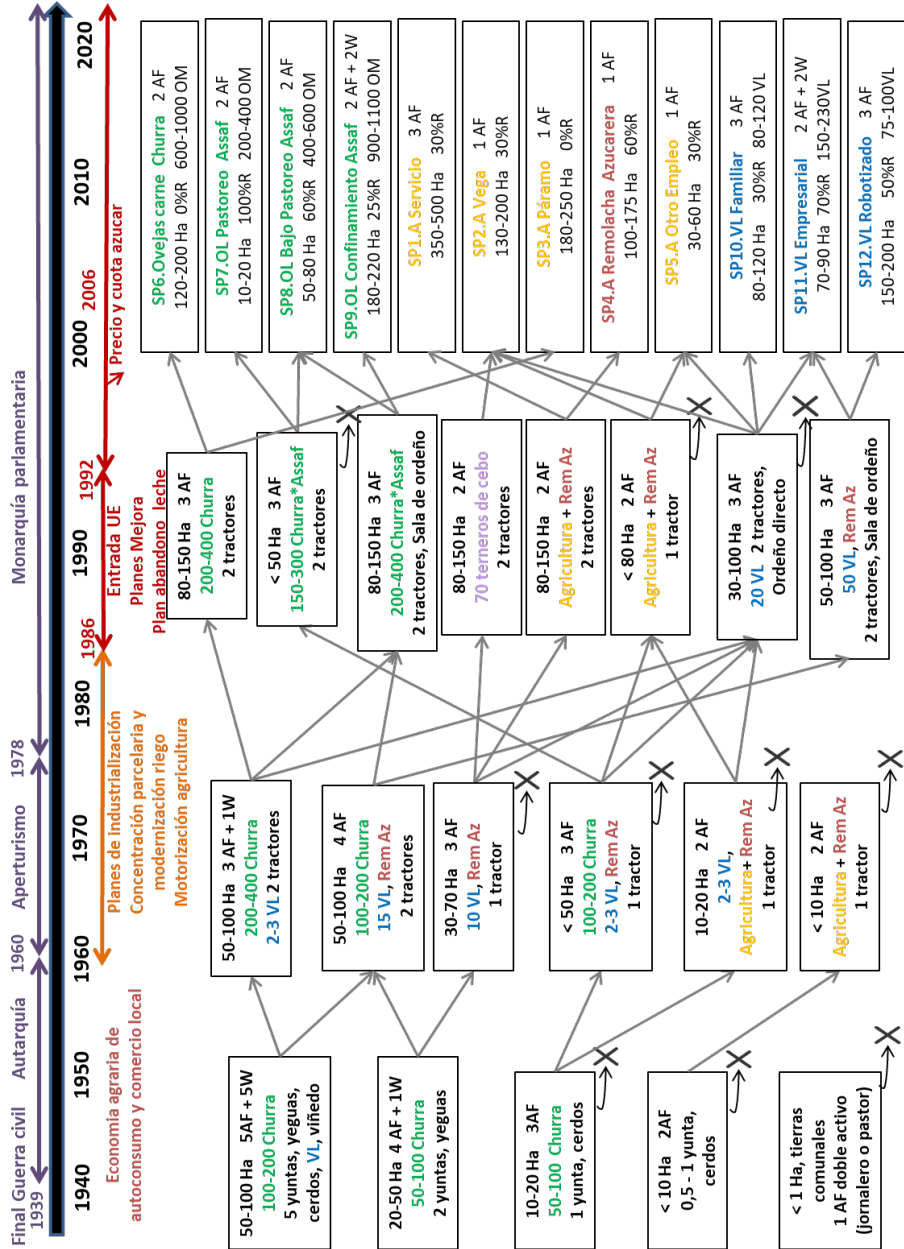 Final Guerra civil
1939
Autarquía
1960
Aperturismo
1978
Monarquía parlamentaria
1940
1950
1960
1970
1980
1990
2000
2010
2020
Economia agraria de
autoconsumo y comercio local
Planes de industrialización
Concentración parcelaria y
modernización riego
Motorización agricultura
1986
Entrada UE
1992
Planes Mejora
Plan abandono leche
2006
Precio y cuota azucar
50-100 Ha 5AF + 5W
100-200 Churra
5 yuntas, yeguas,
cerdos, VL, viñedo
20-50 Ha 4 AF + 1W
50-100 Churra
2 yuntas, yeguas
10-20 Ha 3AF
50-100 Churra
1 yunta, cerdos
X
< 10 Ha 2AF
0,5 - 1 yunta,
cerdos
X
< 1 Ha, tierras
comunales
1 AF doble activo
(jornalero o pastor)
X
50-100 Ha 3 AF + 1W
200-400 Churra
2-3 VL 2 tractores
50-100 Ha 4 AF
100-200 Churra
15 VL, Rem Az
2 tractores
30-70 Ha 3 AF
10 VL, Rem Az
1 tractor
X
< 50 Ha 3 AF
100-200 Churra
2-3 VL, Rem Az
1 tractor
X
10-20 Ha 2 AF
2-3 VL,
Agricultura+ Rem Az
1 tractor
X
< 10 Ha 2 AF
Agricultura + Rem Az
1 tractor
X
80-150 Ha 3 AF
200-400 Churra
2 tractores
< 50 Ha 3 AF
150-300 Churra*Assaf
2 tractores
X
80-150 Ha 3 AF
200-400 Churra*Assaf
2 tractores, Sala de ordeño
80-150 Ha 2 AF
70 terneros de cebo
2 tractores
80-150 Ha 2 AF
Agricultura + Rem Az
2 tractores
< 80 Ha 2 AF
Agricultura + Rem Az
1 tractor
X
30-100 Ha 3 AF
20 VL 2 tractores,
Ordeño directo
X
50-100 Ha 3 AF
50 VL, Rem Az
2 tractores, Sala de ordeño
SP6.Ovejas carne Churra 2 AF
120-200 Ha 0%R 600-1000 OM
SP7.OL Pastoreo Assaf 2 AF
10-20 Ha 100%R 200-400 OM
SP8.OL Bajo Pastoreo Assaf 2 AF
50-80 Ha 60%R 400-600 OM
SP9.OL Confinamiento Assaf 2 AF + 2W
180-220 Ha 25%R 900-1100 OM
SP1.A Servicio 3 AF
350-500 Ha 30%R
SP2.A Vega 1 AF
130-200 Ha 30%R
SP3.A Páramo 1 AF
180-250 Ha 0%R
SP4.A Remolacha Azucarera 1 AF
100-175 Ha 60%R
SP5.A Otro Empleo 1 AF
30-60 Ha 30%R
SP10.VL Familiar 3 AF
80-120 Ha 30%R 80-120 VL
SP11.VL Empresarial 2 AF + 2W
70-90 Ha 70%R 150-230VL
SP12.VL Robotizado 3 AF
150-200 Ha 50%R 75-100VL